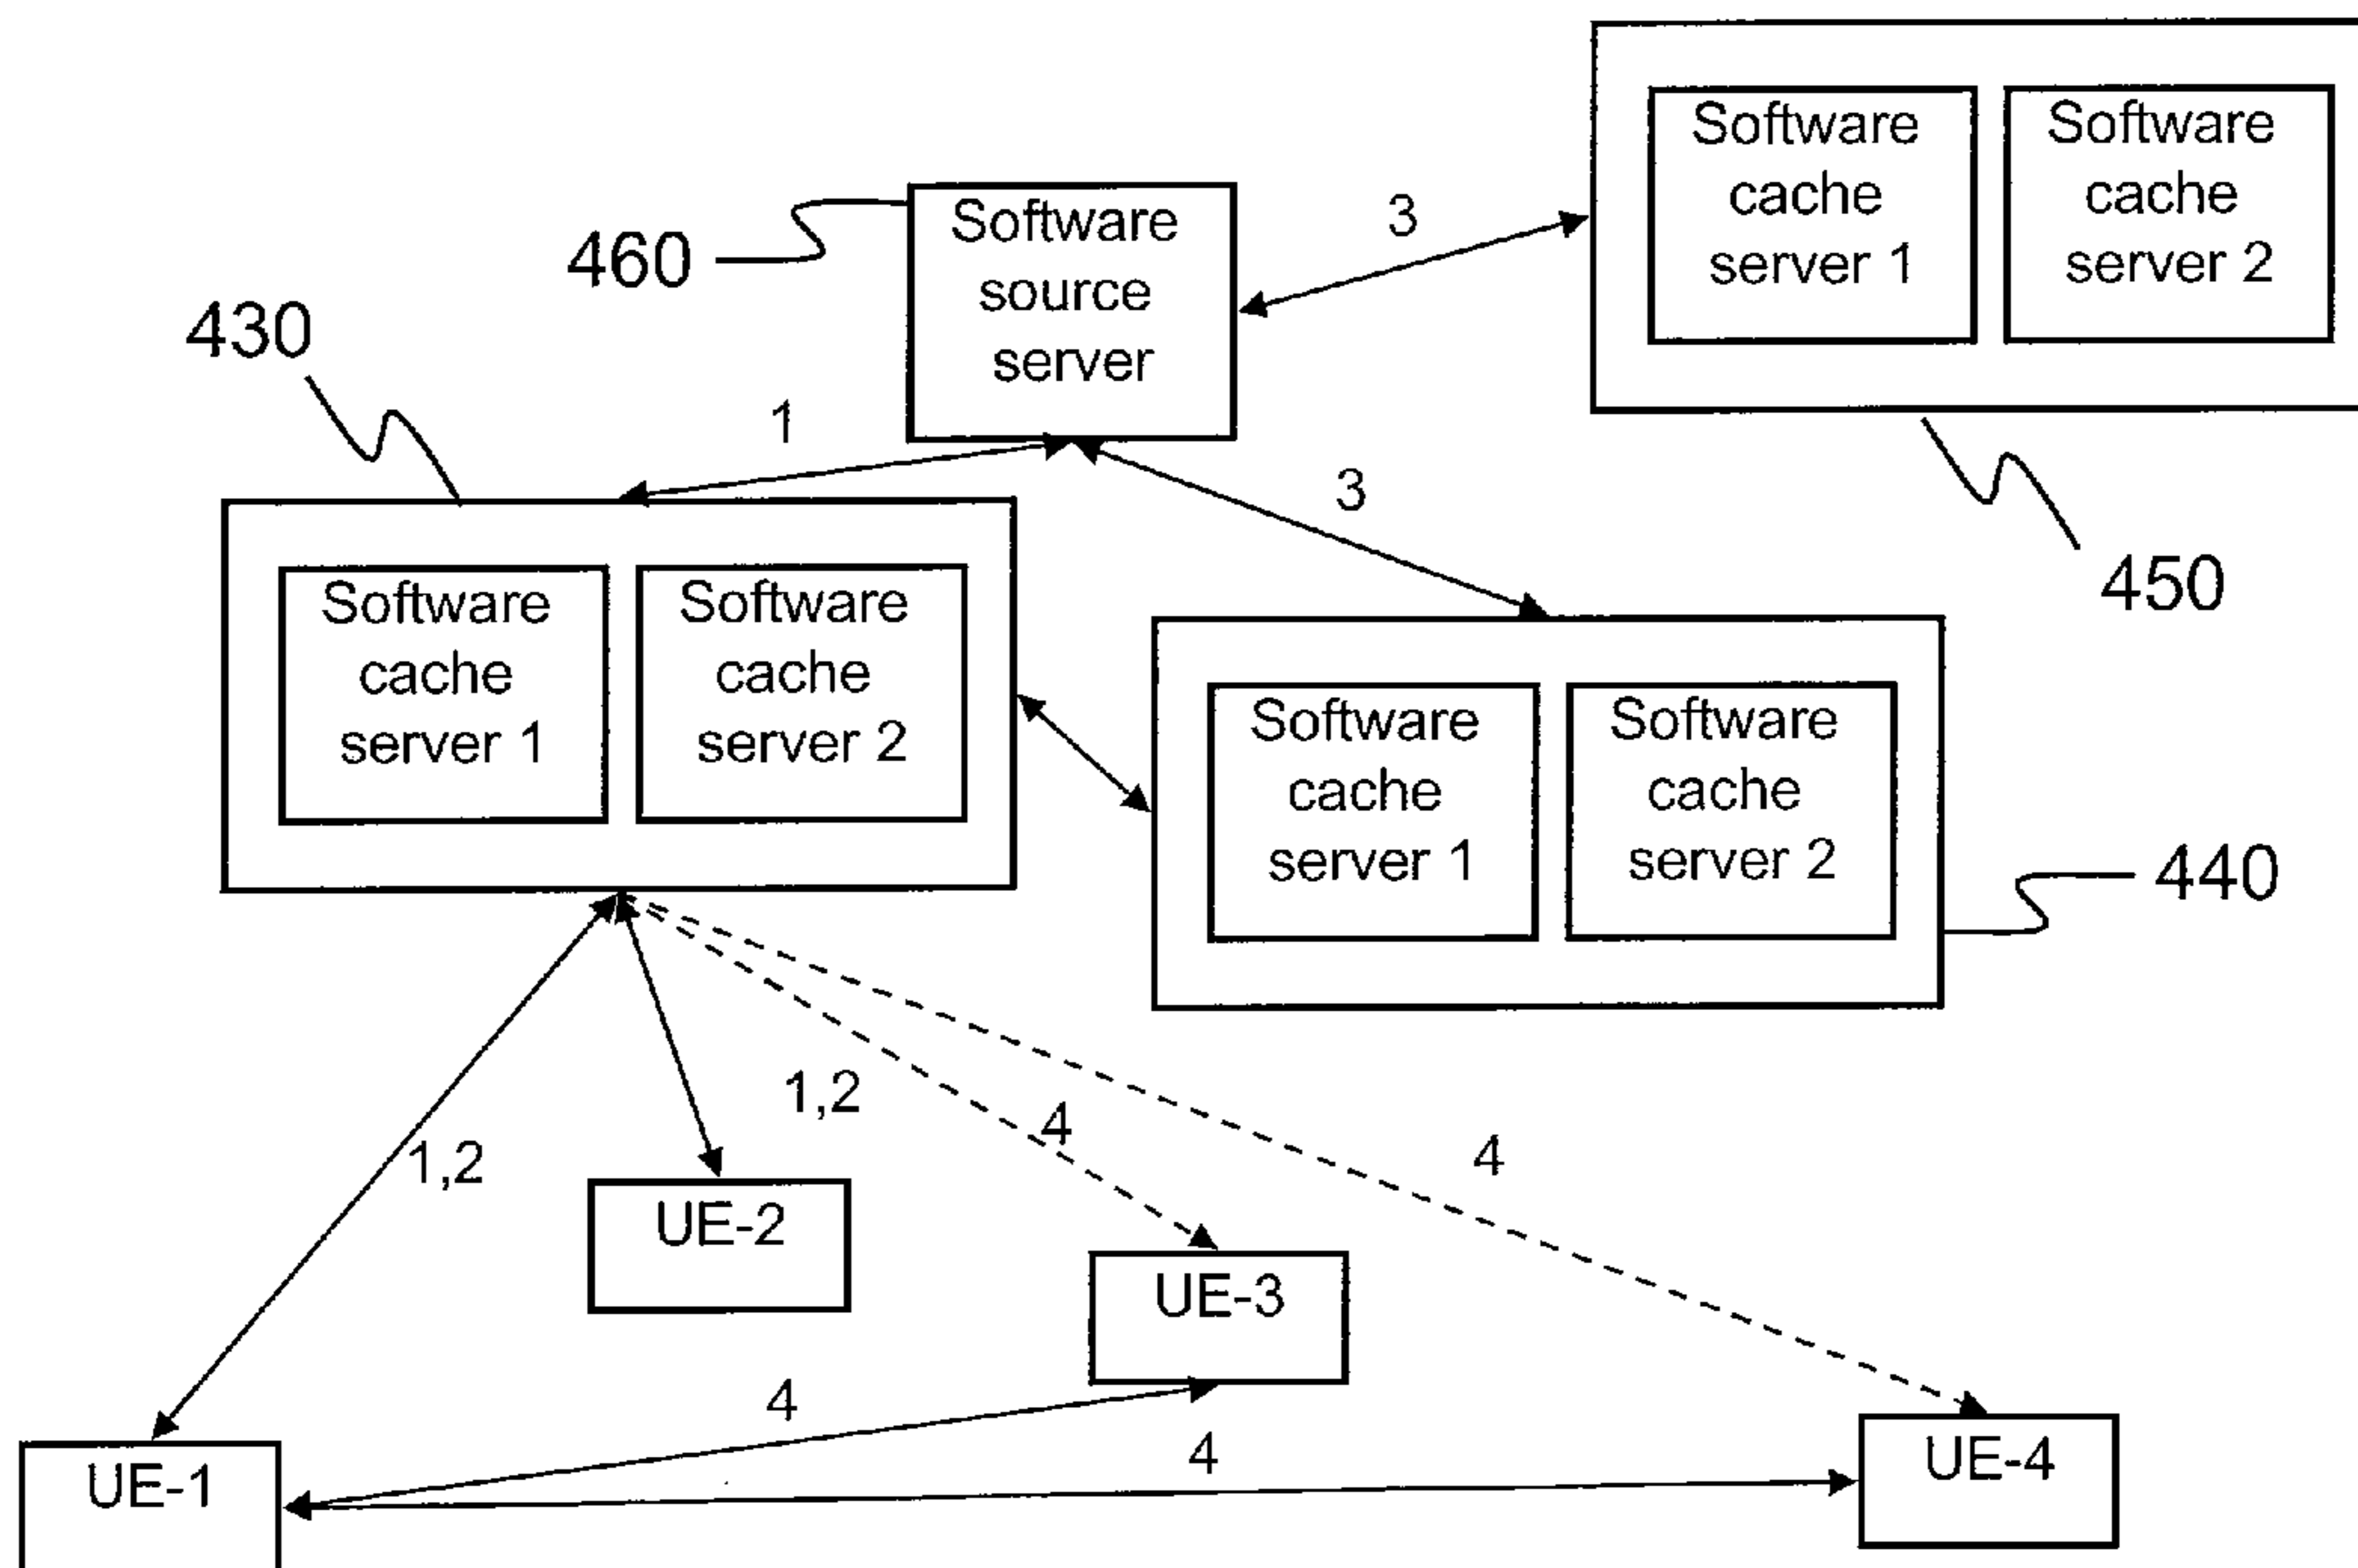 Software
cache
server 1
Software
cache
server 2
Software
source
server
3
460
430
1
3
450
Software
cache
server 1
Software
cache
server 2
Software
cache
server 1
Software
cache
server 2
440
1,2
1,2
4
4
UE-2
UE-3
4
4
UE-4
UE-1